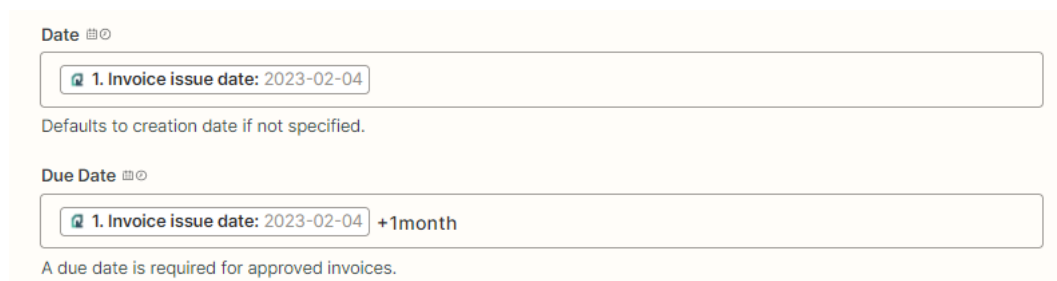 Date
1. Invoice issue date: 2023-02-04
Defaults to creation date if not specified.
Due Date
1. Invoice issue date: 2023-02-04 +1month
A due date is required for approved invoices.